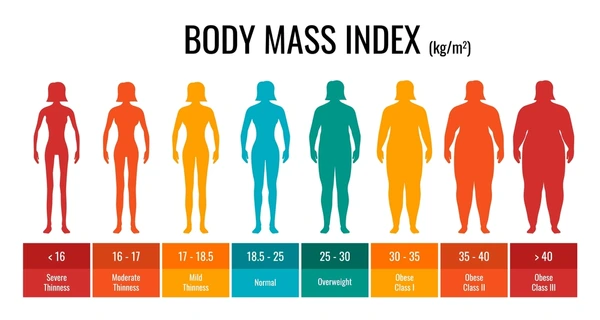 BODY MASS INDEX (kg/m²)
< 16
16 - 17
17 - 18.5
18.5 - 25
25 - 30
30 - 35
35 - 40
> 40
Severe
Thinness
Moderate
Thinness
Mild
Thinness
Normal
Overweight
Obese
Class I
Obese
Class II
Obese
Class III